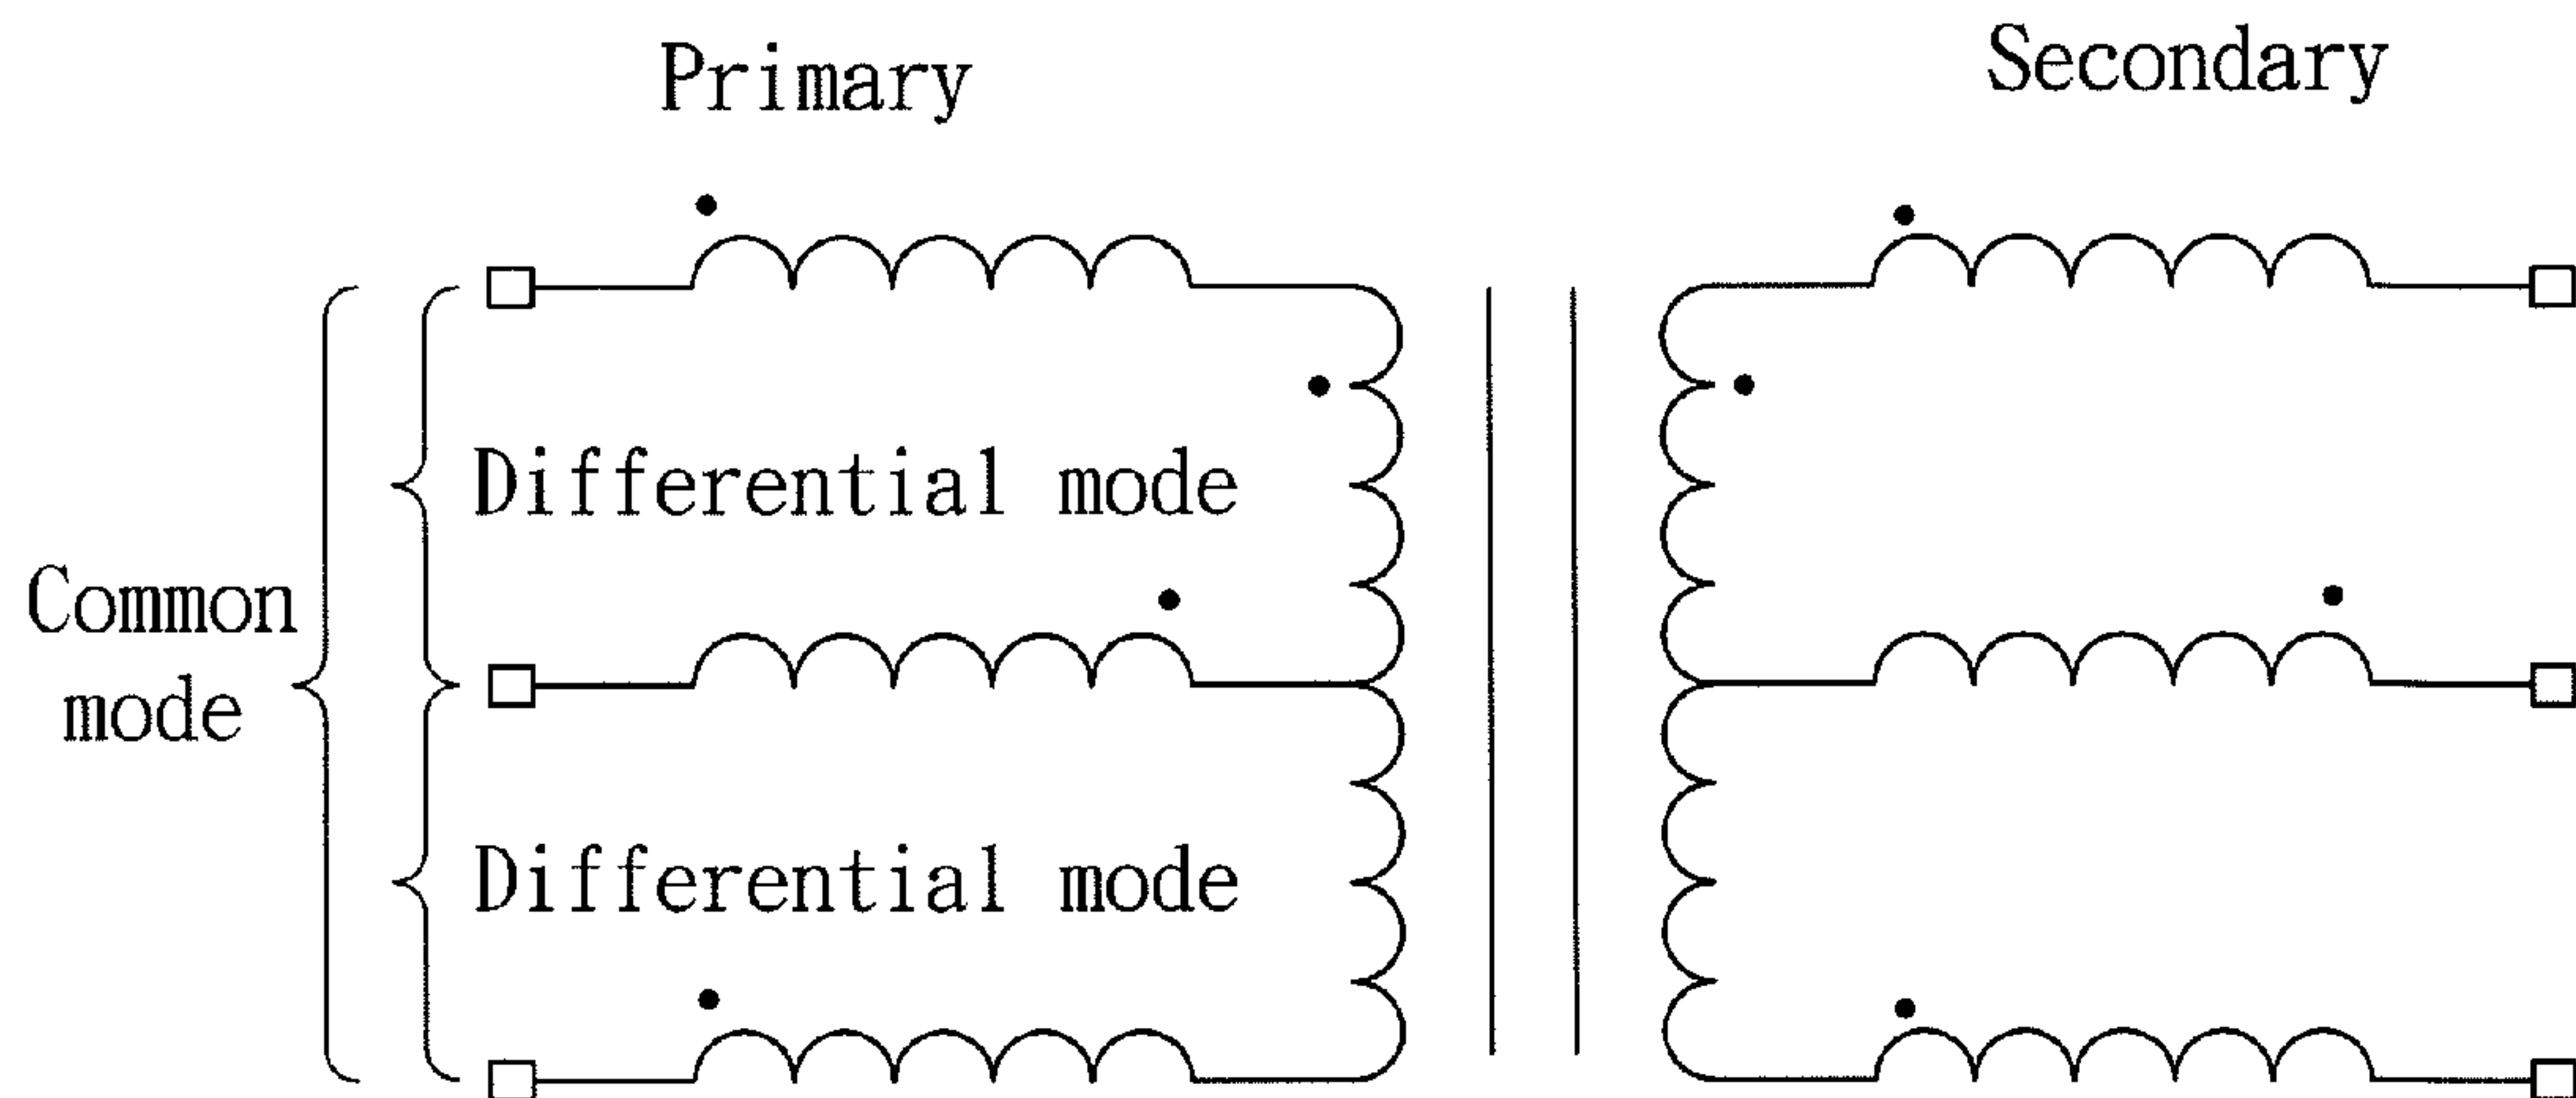 Primary
Secondary
Differential mode
Common
mode
Differential mode